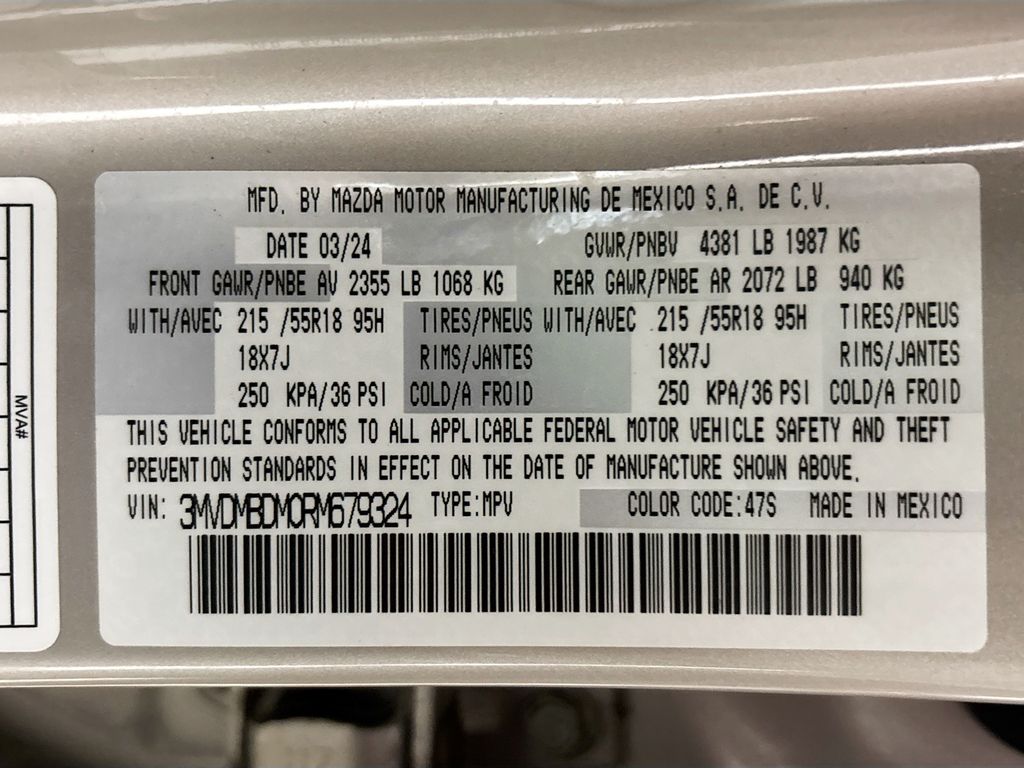 MFD. BY MAZDA MOTOR MANUFACTURING DE MEXICO S.A. DE C.V.
DATE 03/24 GVWR/PNBV 4381 LB 1987 KG
FRONT GAWR/PNBE AV 2355 LB 1068 KG REAR GAWR/PNBE AR 2072 LB 940 KG
WITH/AVEC 215 /55R18 95H TIRES/PNEUS WITH/AVEC 215 /55R18 95H TIRES/PNEUS
18X7J RIMS/JANTES 18X7J RIMS/JANTES
250 KPA/36 PSI COLD/A FROID 250 KPA/36 PSI COLD/A FROID
THIS VEHICLE CONFORMS TO ALL APPLICABLE FEDERAL MOTOR VEHICLE SAFETY AND THEFT
PREVENTION STANDARDS IN EFFECT ON THE DATE OF MANUFACTURE SHOWN ABOVE.
VIN: 3MVDMBDM0RM679324 TYPE:MPV COLOR CODE:47S MADE IN MEXICO
MVA#